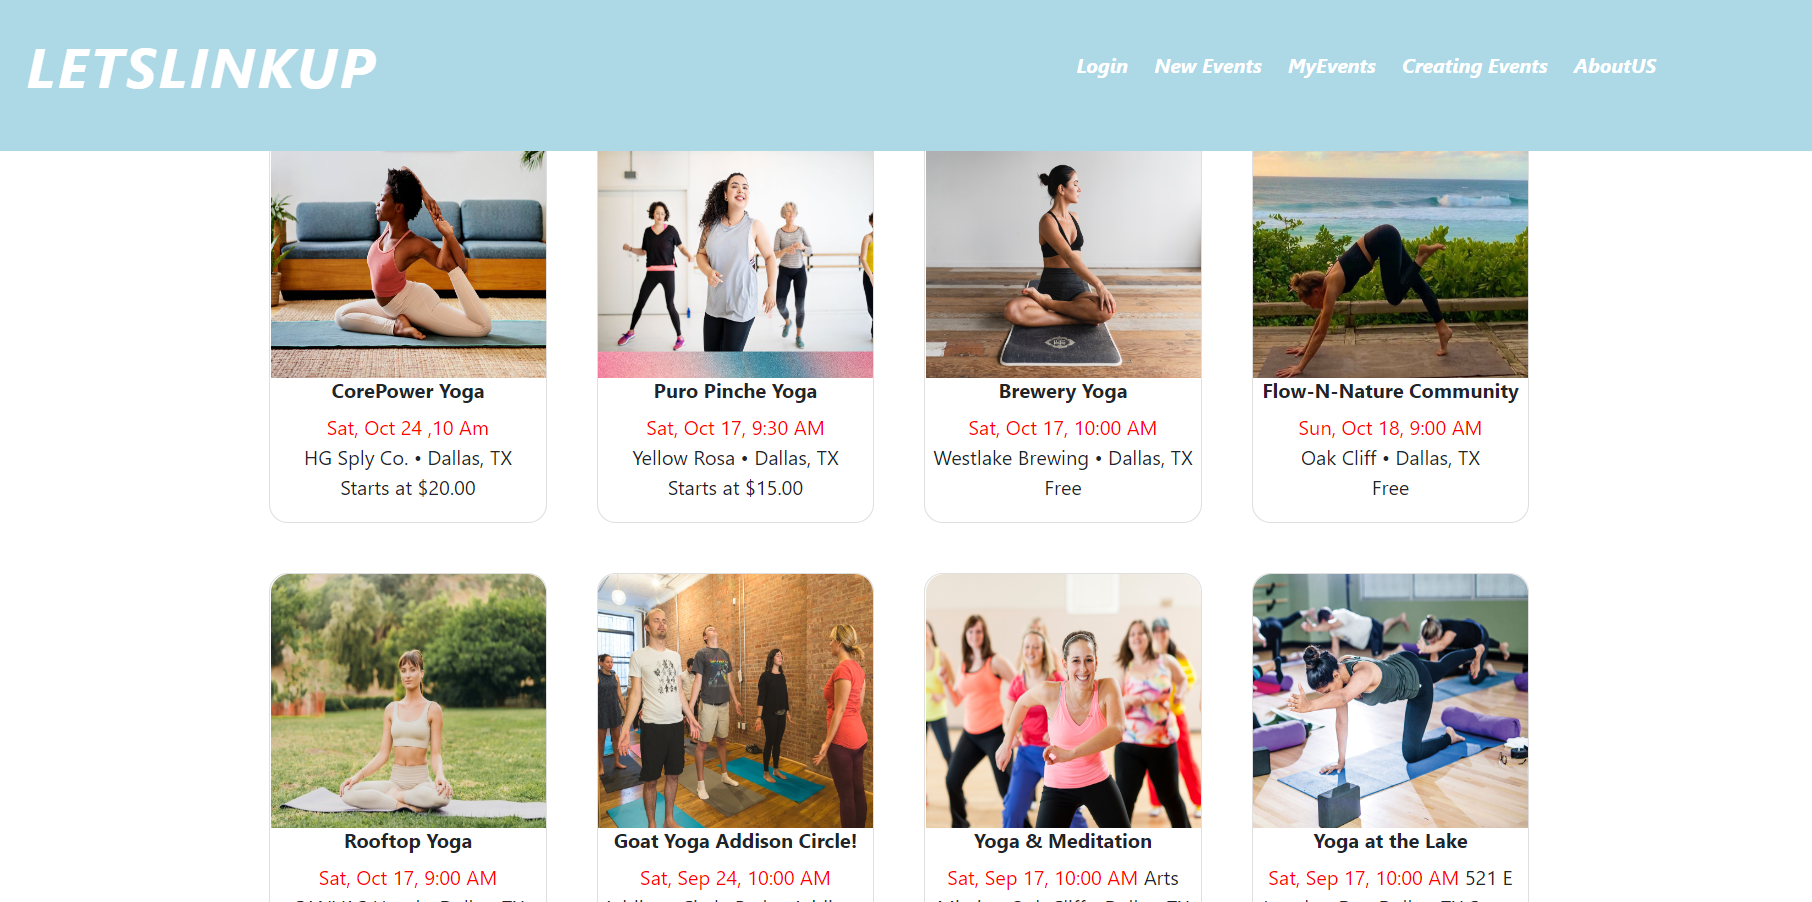 LETSLINKUP
Login New Events MyEvents Creating Events AboutUS
CorePower Yoga
Sat, Oct 24 ,10 Am
HG Sply Co. • Dallas, TX
Starts at $20.00
Puro Pinche Yoga
Sat, Oct 17, 9:30 AM
Yellow Rosa • Dallas, TX
Starts at $15.00
Brewery Yoga
Sat, Oct 17, 10:00 AM
Westlake Brewing • Dallas, TX
Free
Flow-N-Nature Community
Sun, Oct 18, 9:00 AM
Oak Cliff • Dallas, TX
Free
Rooftop Yoga
Sat, Oct 17, 9:00 AM
Goat Yoga Addison Circle!
Sat, Sep 24, 10:00 AM
Yoga & Meditation
Sat, Sep 17, 10:00 AM Arts
Yoga at the Lake
Sat, Sep 17, 10:00 AM 521 E